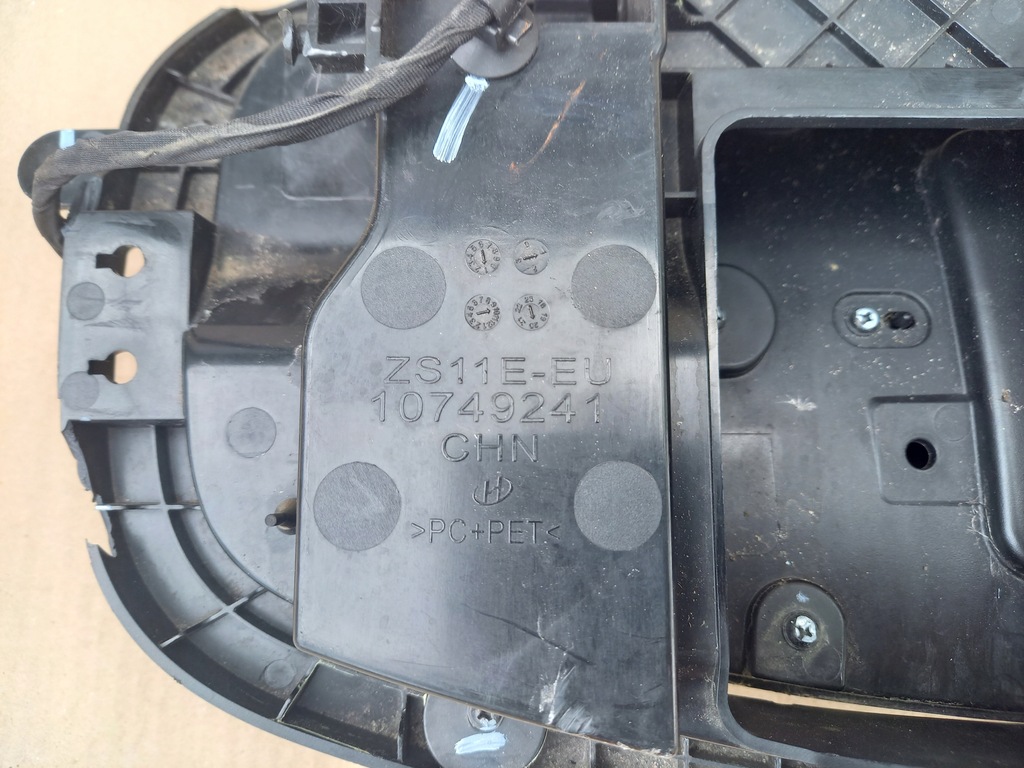 ZS11E-EU
10749241
CHN
>PC+PET<